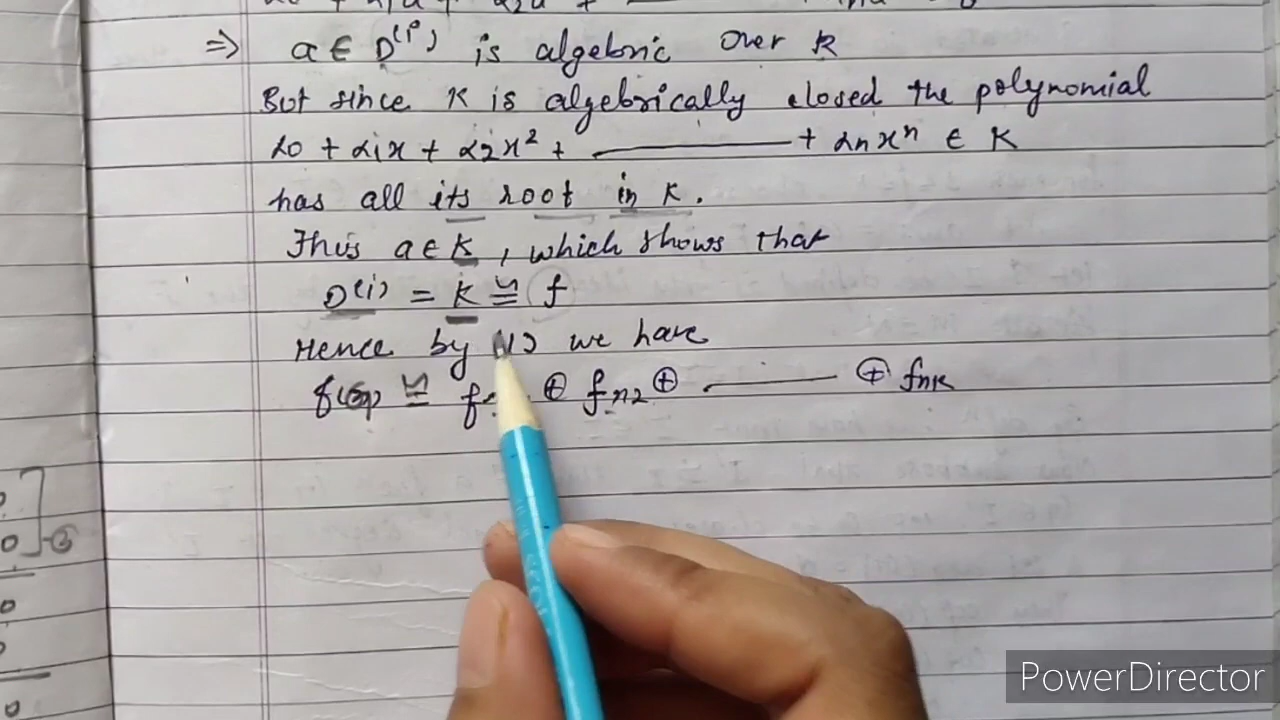 ⇒ a ∈ D(i) is algebric over k
But since K is algebrically closed the polynomial
α0 + α1x + α2x² + ——— + αnxⁿ ∈ K
has all its root in K.
Thus a ∈ K, which shows that
D(i) = K ≅ f
Hence by (1) we have
f(G) ≅ f ⊕ fn2 ⊕ ——— ⊕ fnk
PowerDirector